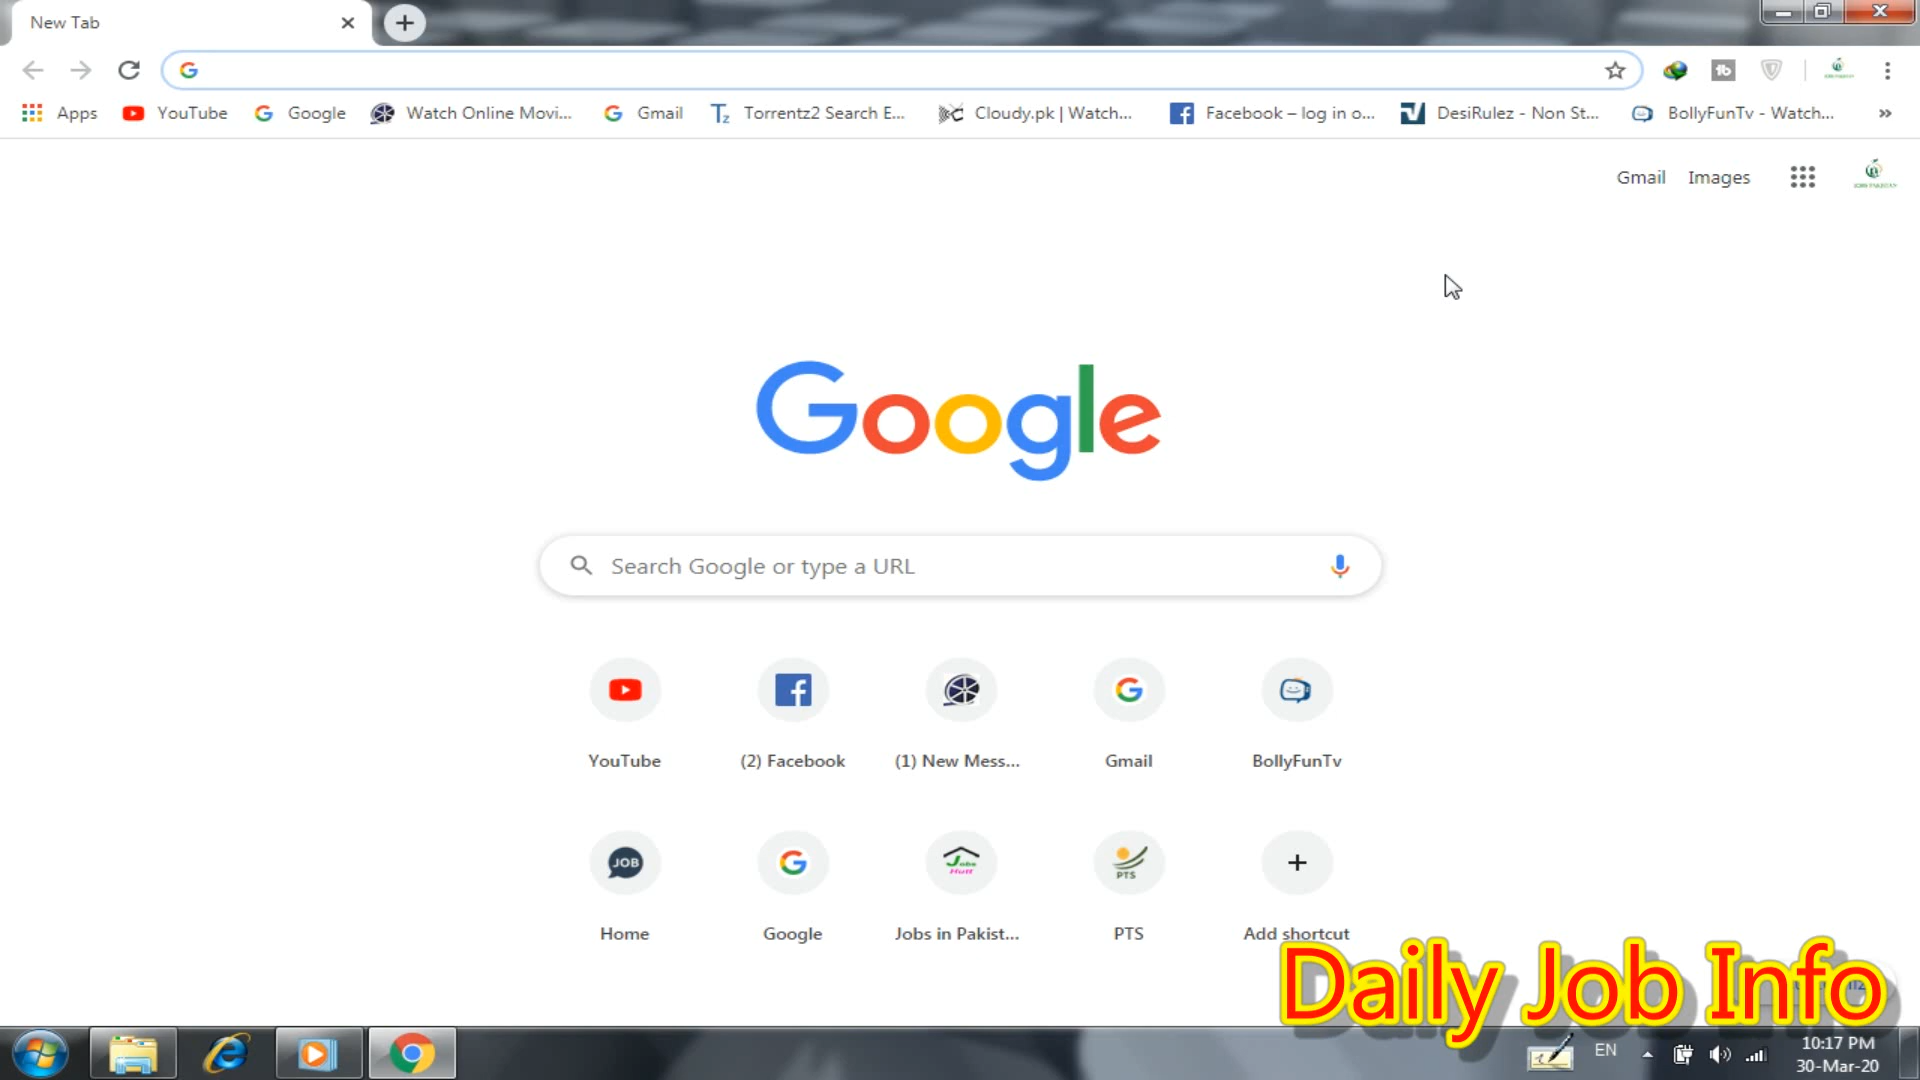 New Tab
Apps YouTube Google Watch Online Movi... Gmail Torrentz2 Search E... Cloudy.pk | Watch... Facebook – log in o... DesiRulez - Non St... BollyFunTv - Watch... »
Gmail Images
Google
Search Google or type a URL
YouTube (2) Facebook (1) New Mess... Gmail BollyFunTv
JOB Jobs Hut PTS
Home Google Jobs in Pakist... PTS Add shortcut
Daily Job Info
EN 10:17 PM
30-Mar-20